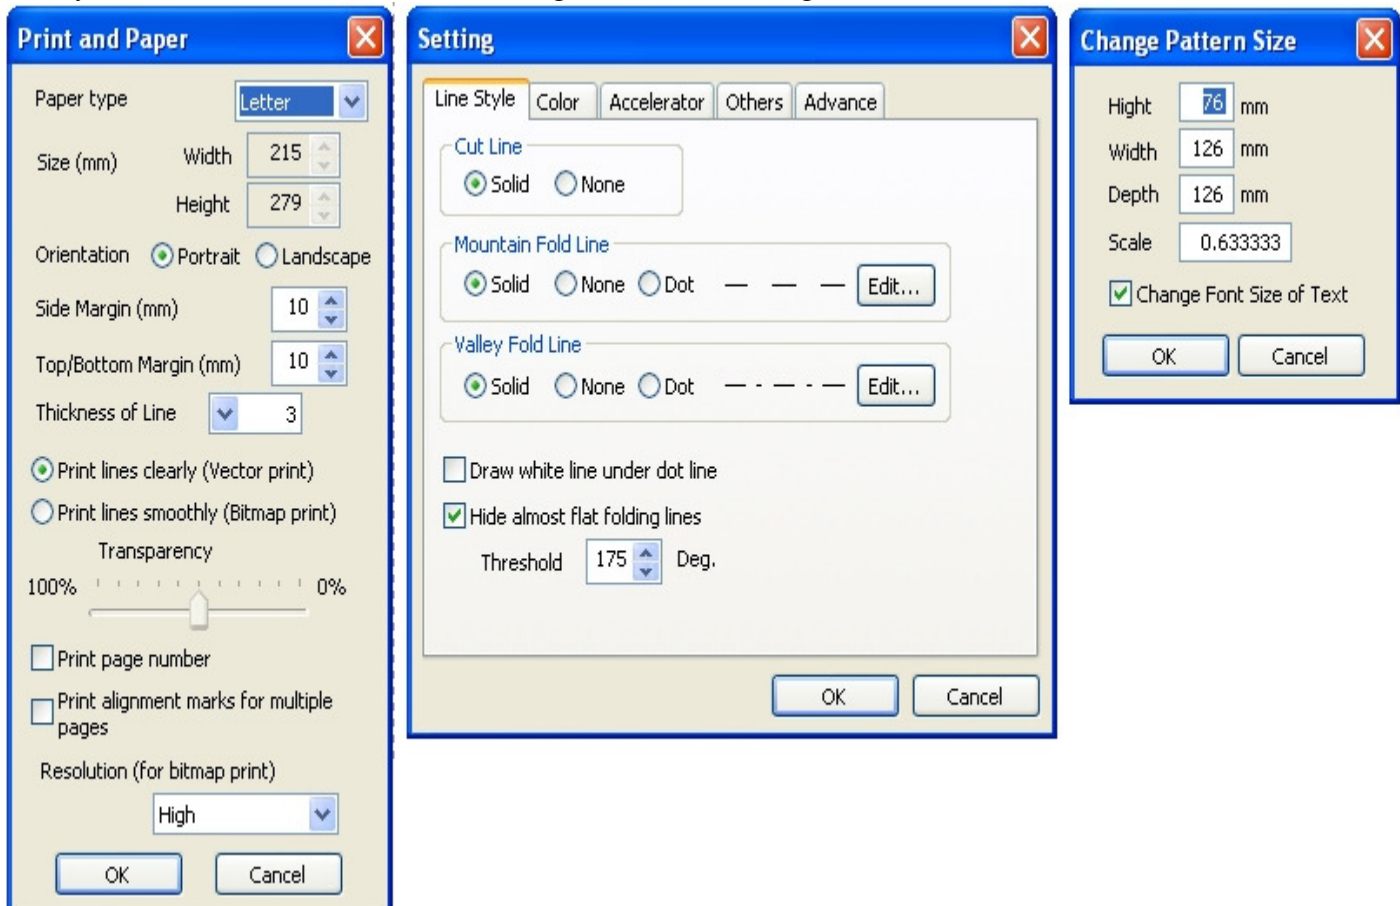 Print and Paper
Paper type Letter
Size (mm) Width 215
Height 279
Orientation Portrait Landscape
Side Margin (mm) 10
Top/Bottom Margin (mm) 10
Thickness of Line 3
Print lines clearly (Vector print)
Print lines smoothly (Bitmap print)
Transparency
100% 0%
Print page number
Print alignment marks for multiple
pages
Resolution (for bitmap print)
High
OK Cancel
Setting
Line Style Color Accelerator Others Advance
Cut Line
Solid None
Mountain Fold Line
Solid None Dot Edit...
Valley Fold Line
Solid None Dot Edit...
Draw white line under dot line
Hide almost flat folding lines
Threshold 175 Deg.
OK Cancel
Change Pattern Size
Hight 76 mm
Width 126 mm
Depth 126 mm
Scale 0.633333
Change Font Size of Text
OK Cancel